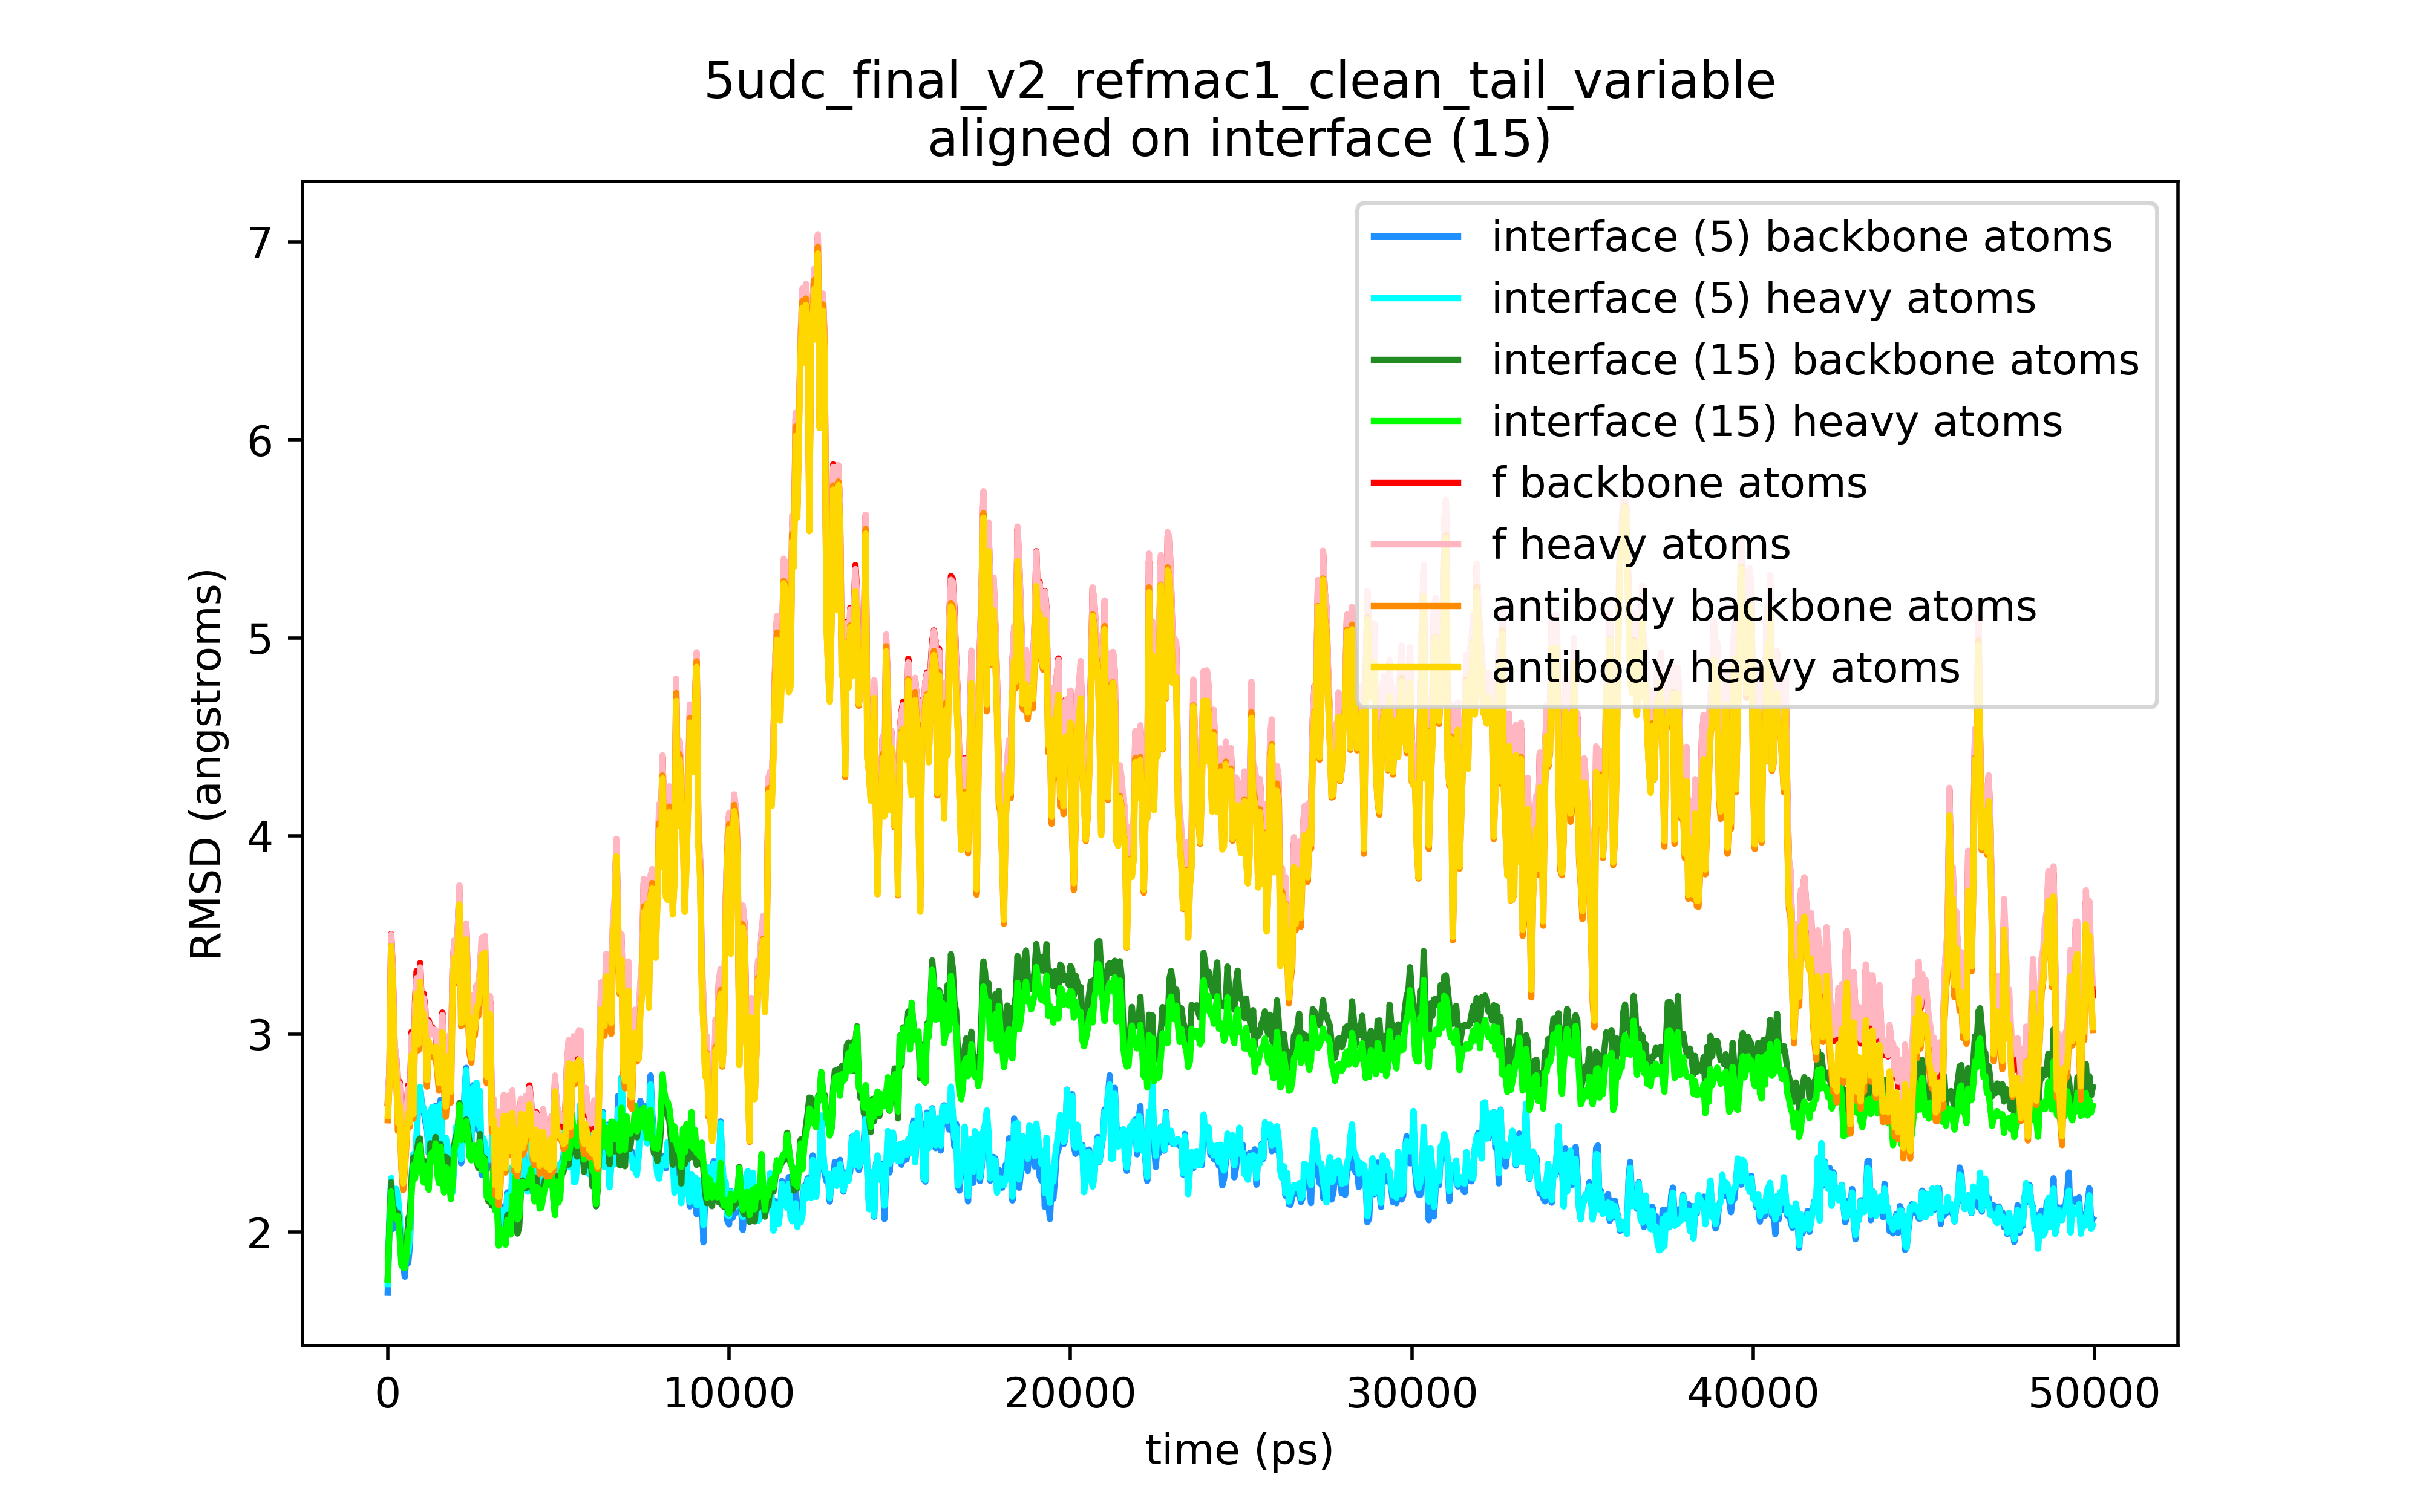 5udc_final_v2_refmac1_clean_tail_variable
aligned on interface (15)
interface (5) backbone atoms
interface (5) heavy atoms
interface (15) backbone atoms
interface (15) heavy atoms
f backbone atoms
f heavy atoms
antibody backbone atoms
antibody heavy atoms
RMSD (angstroms)
7
6
5
4
3
2
0
10000
20000
30000
40000
50000
time (ps)